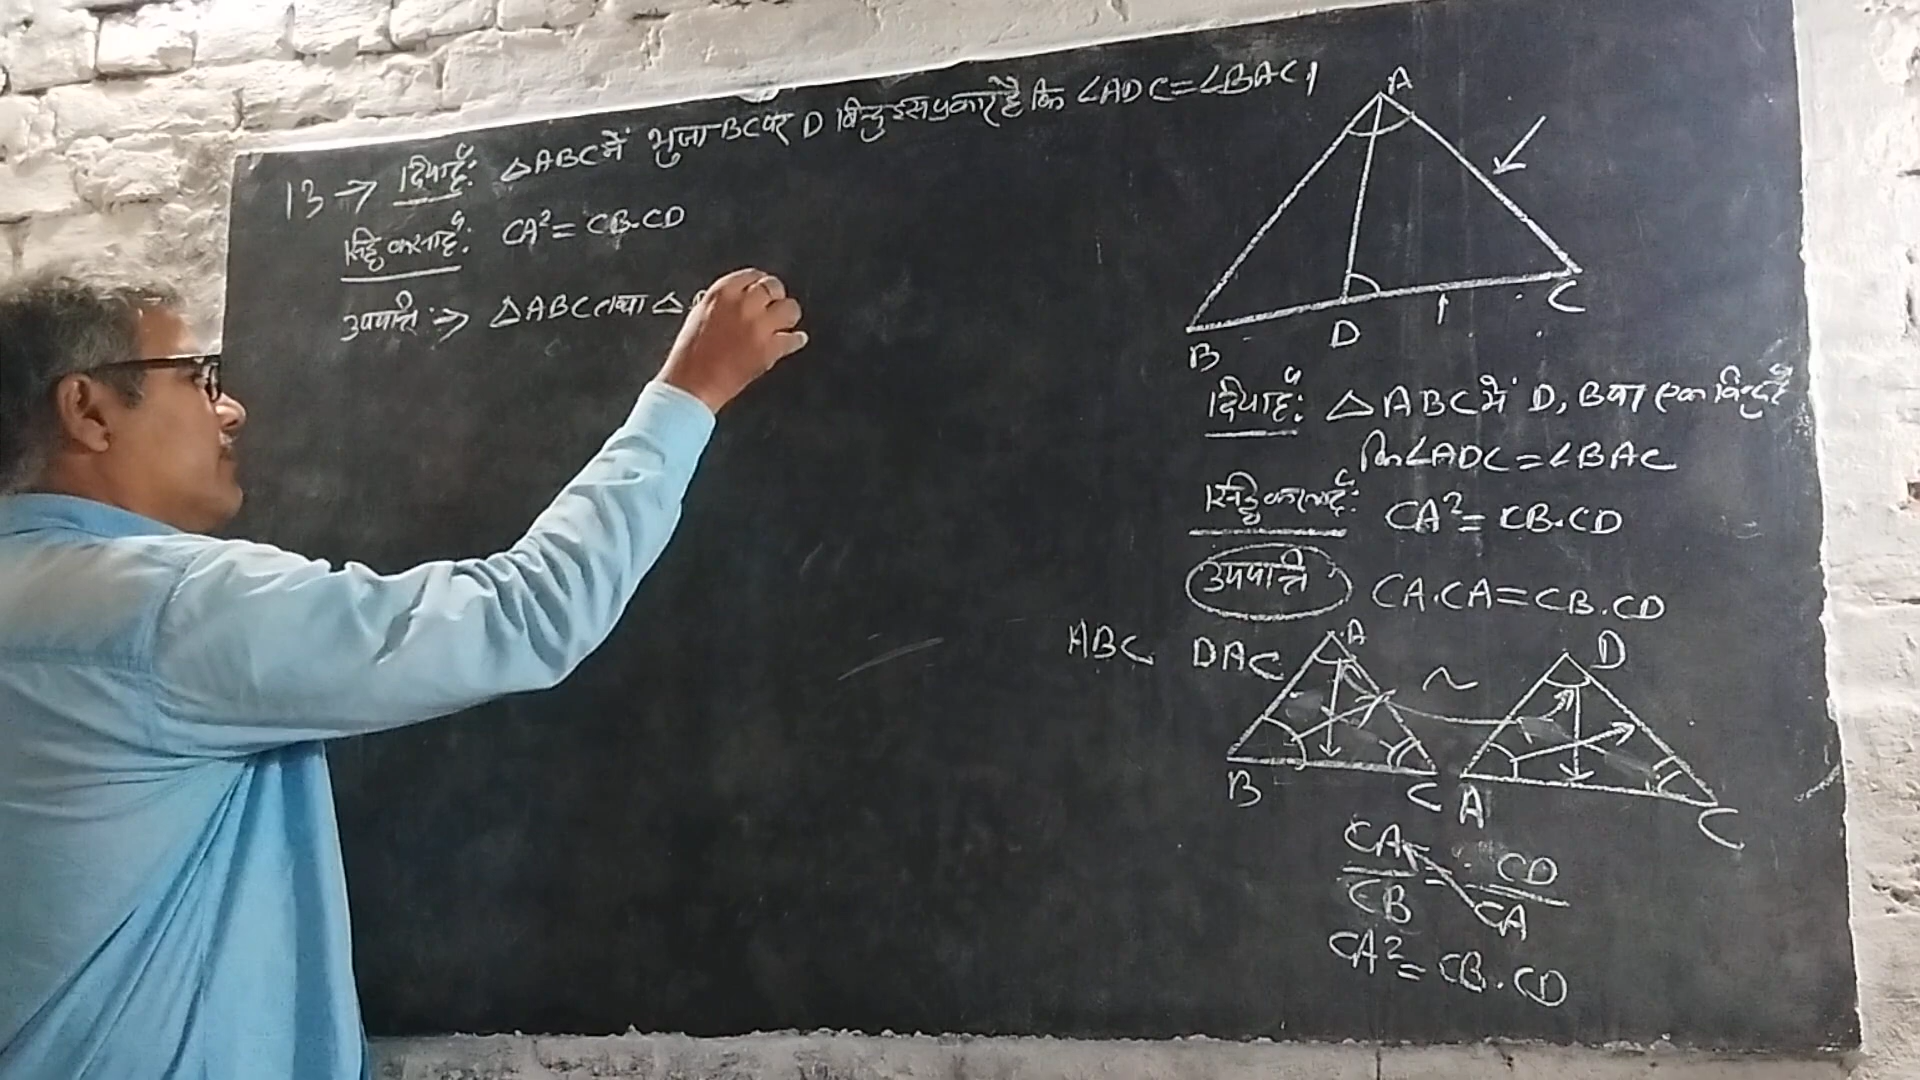 13 → दिया है: △ABC में भुजा BC पर D बिन्दु इस प्रकार है कि ∠ADC = ∠BAC।
सिद्ध करना है: CA² = CB.CD
उपपत्ति :→ △ABC तथा △
A
B
D
C
दिया है: △ABC में D, BC का एक बिन्दु है
कि ∠ADC = ∠BAC
सिद्ध करना है: CA² = CB.CD
उपपत्ति CA.CA = CB.CD
ABC DAC
A
B
C
~
D
A
C
CA/CB = CD/CA
CA² = CB.CD